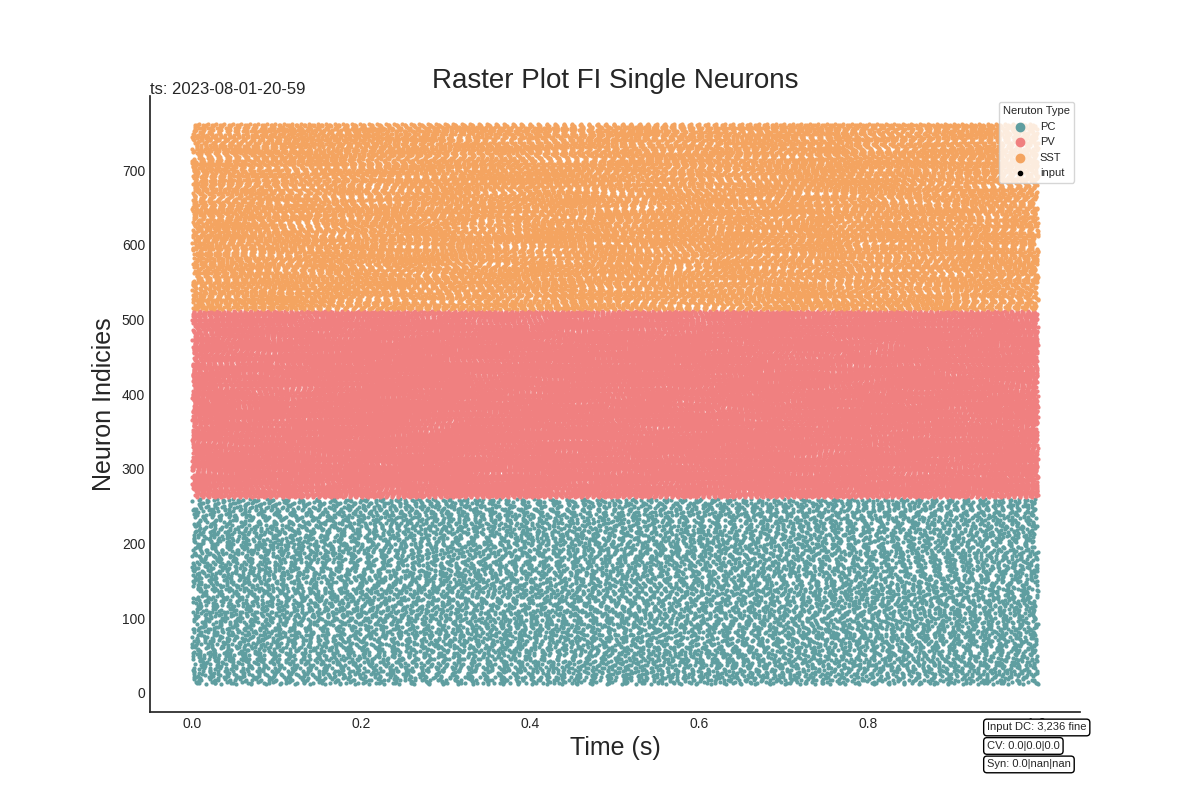 Raster Plot FI Single Neurons
ts: 2023-08-01-20-59
Neruton Type
PC
PV
SST
input
Neuron Indicies
700
600
500
400
300
200
100
0
0.0
0.2
0.4
0.6
0.8
Time (s)
Input DC: 3,236 fine
CV: 0.0|0.0|0.0
Syn: 0.0|nan|nan